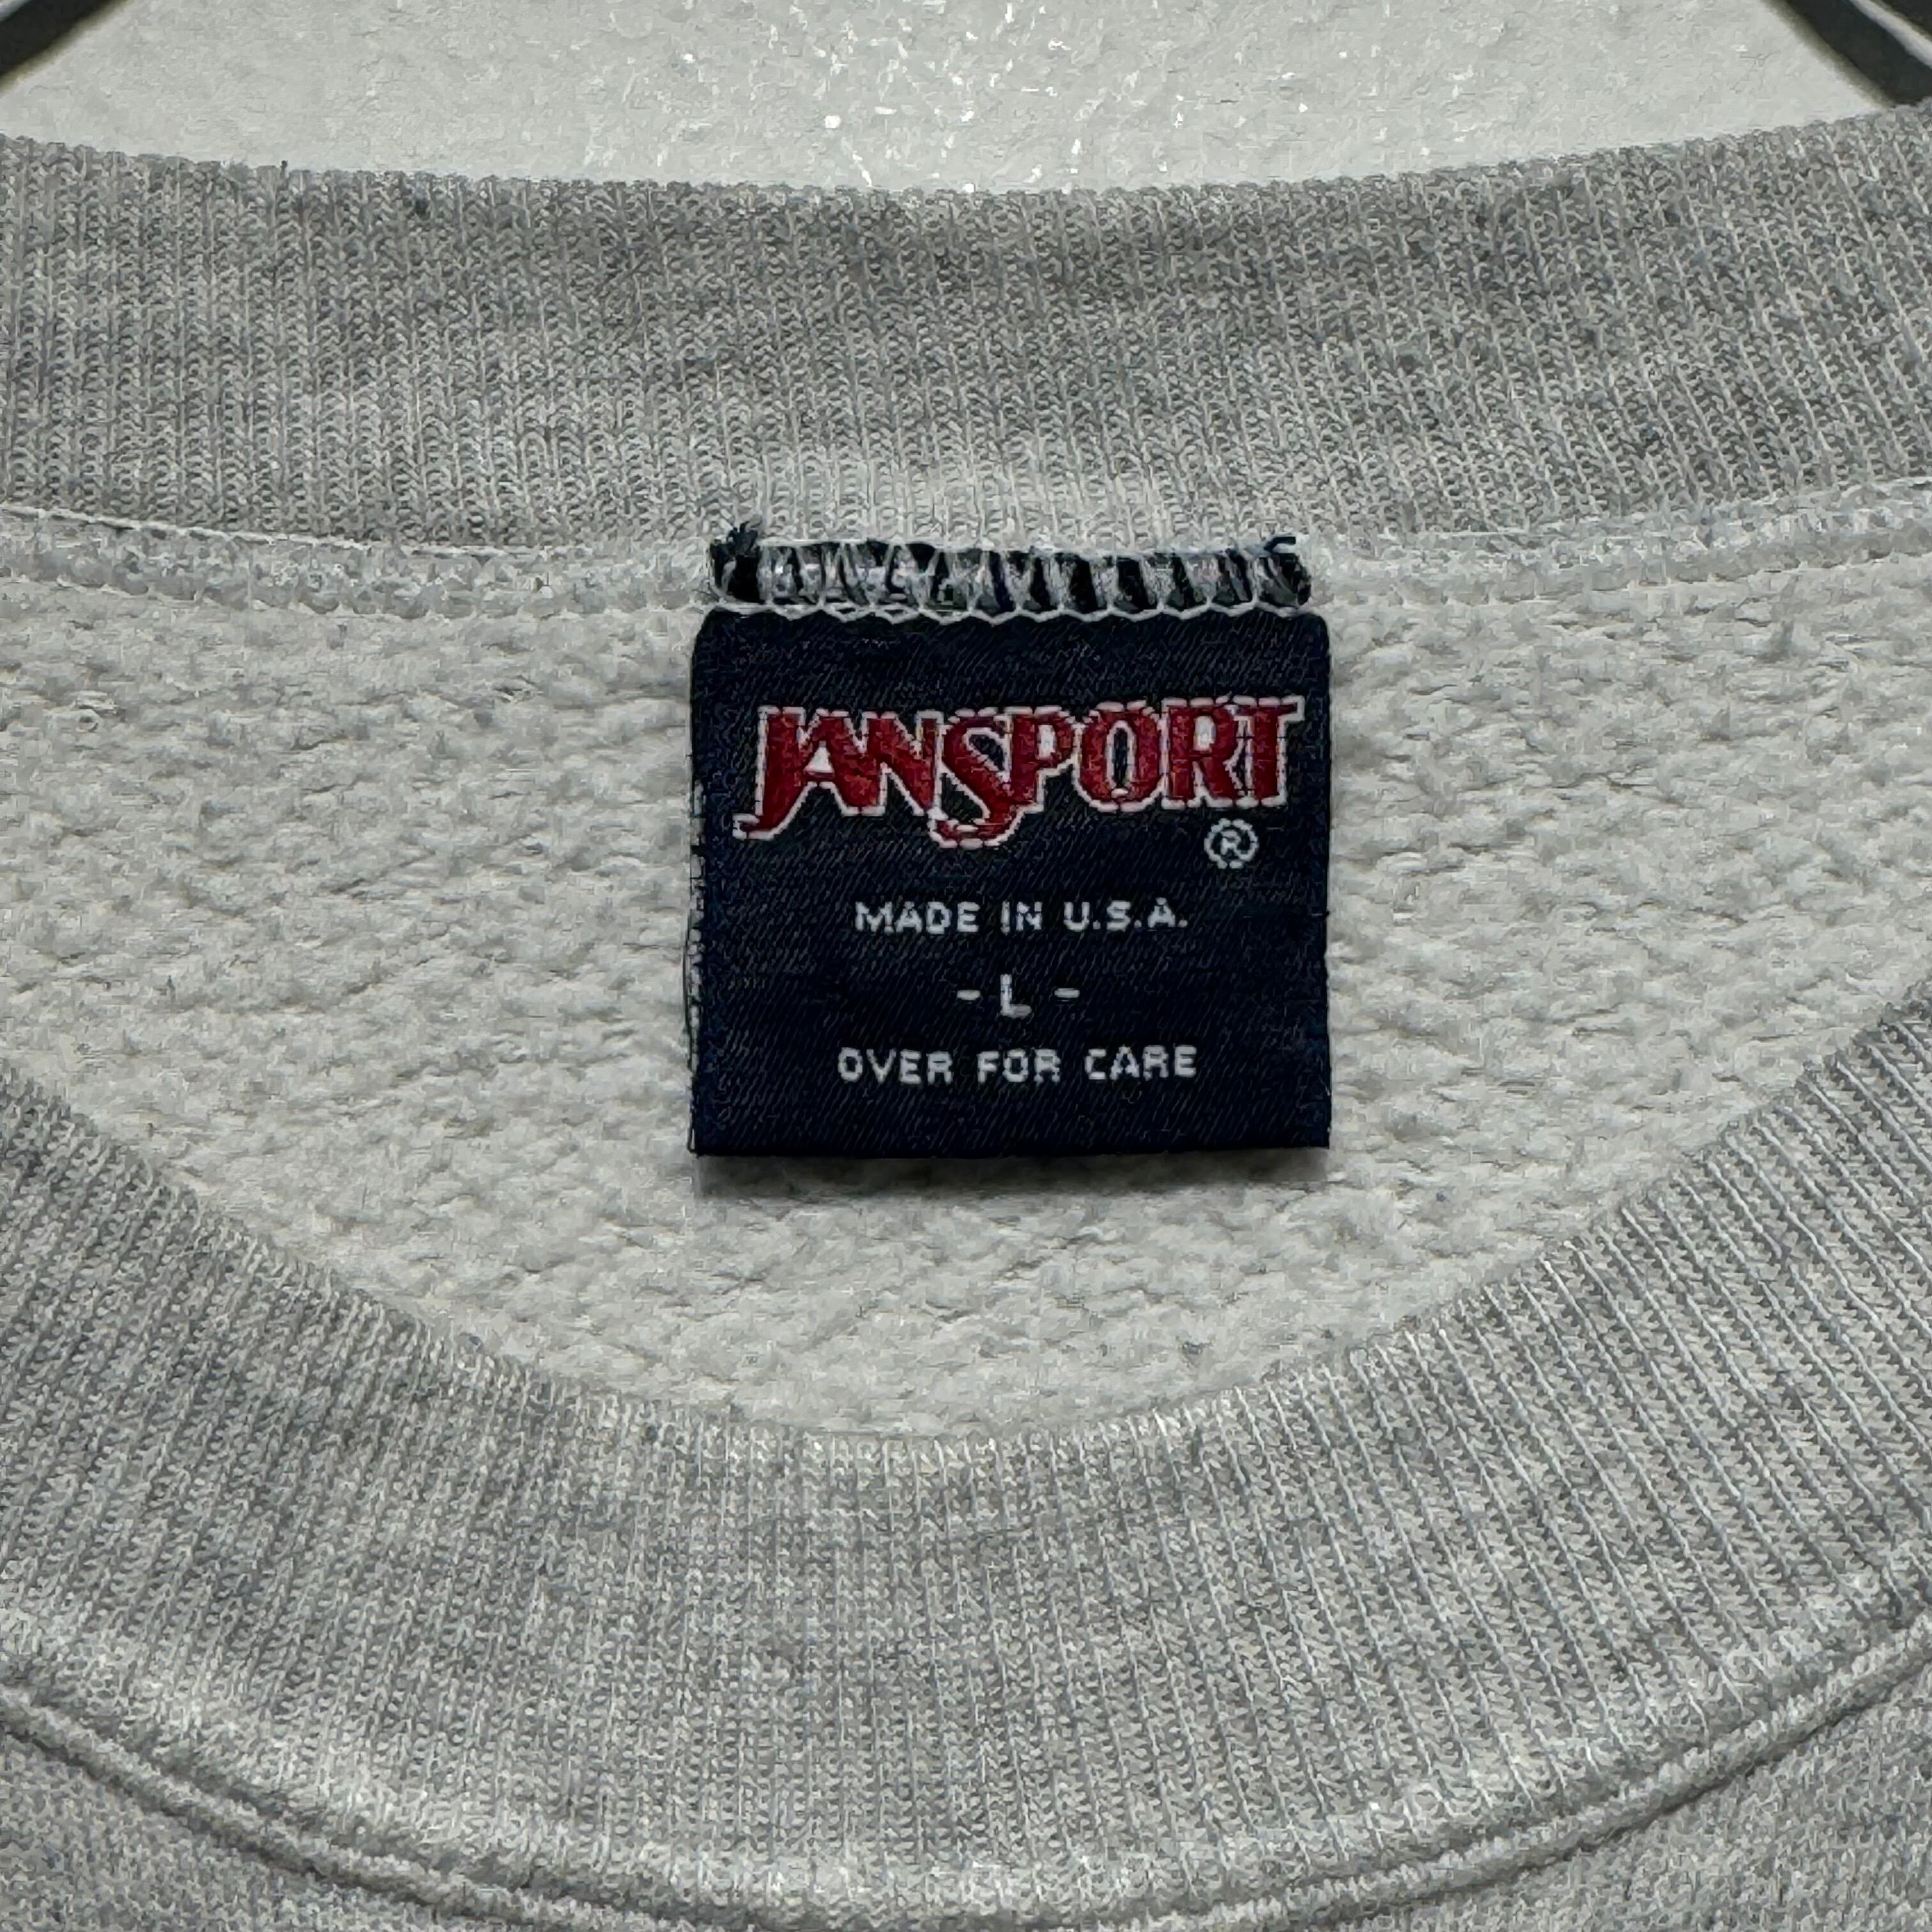 JANSPORT
®
MADE IN U.S.A.
- L -
OVER FOR CARE